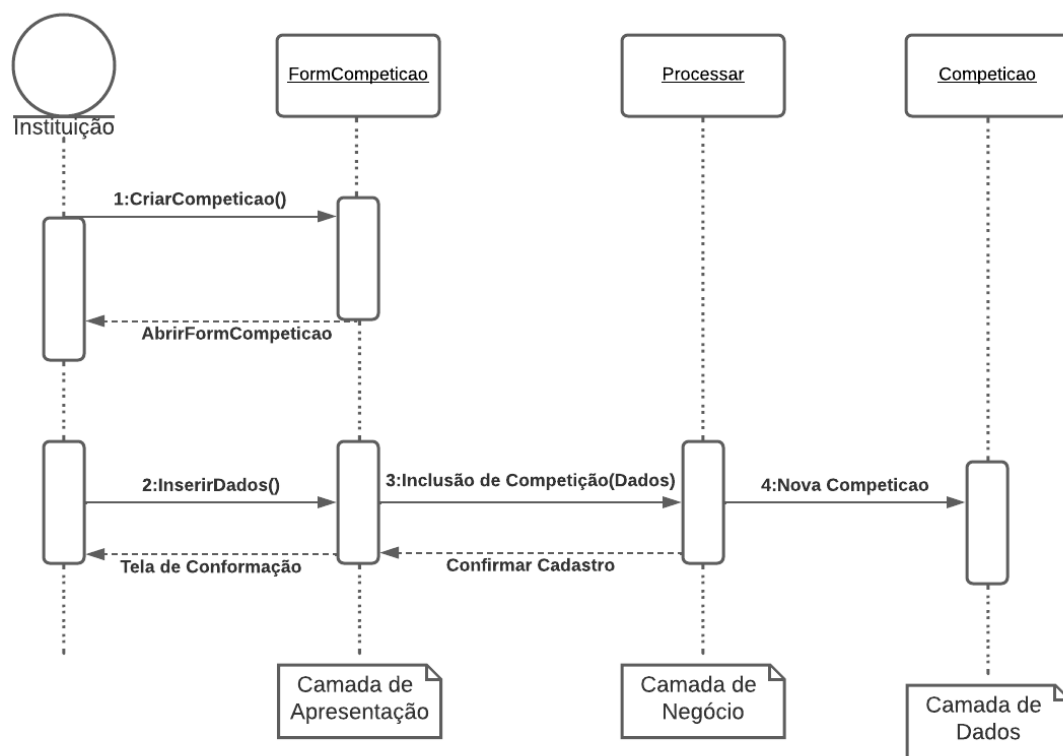 FormCompeticao
Processar
Competicao
Instituição
1:CriarCompeticao()
AbrirFormCompeticao
2:InserirDados()
3:Inclusão de Competição(Dados)
4:Nova Competicao
Tela de Conformação
Confirmar Cadastro
Camada de
Apresentação
Camada de
Negócio
Camada de
Dados